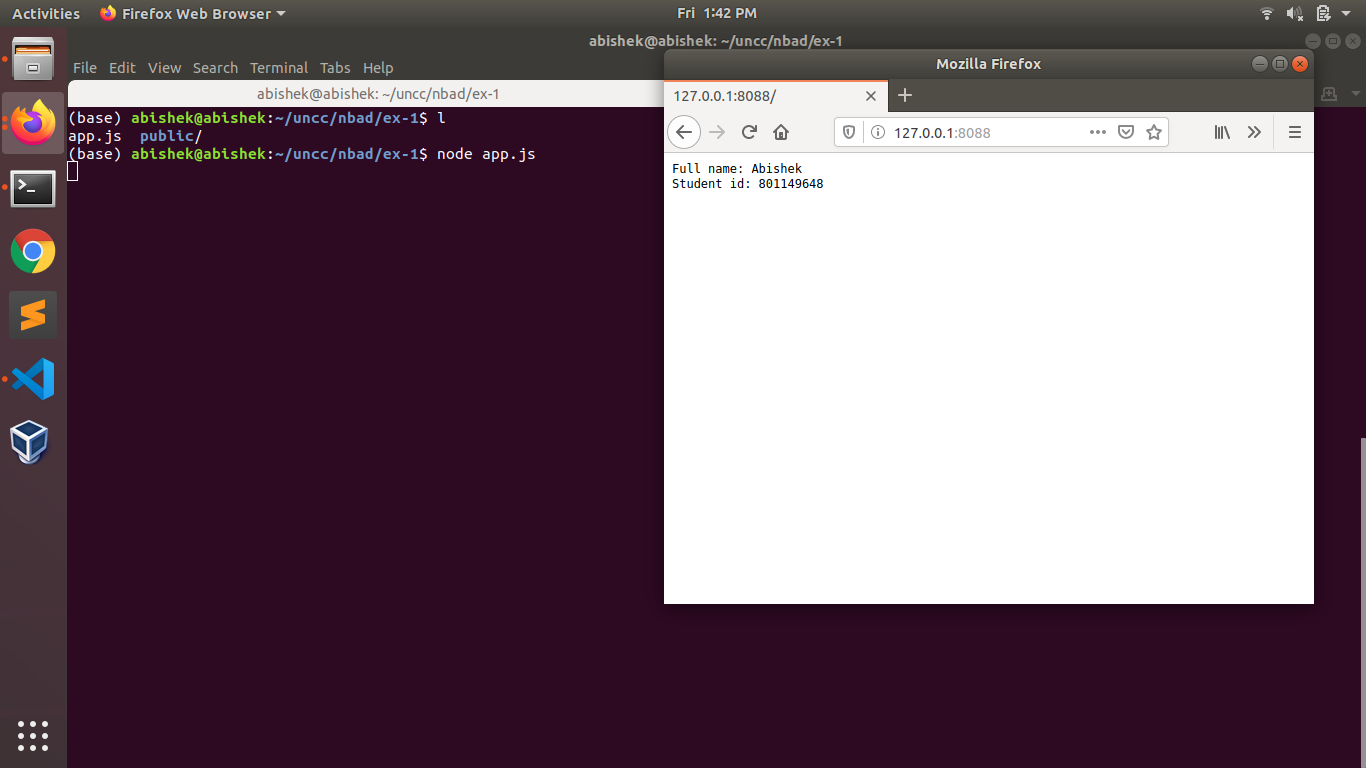 Activities Firefox Web Browser Fri 1:42 PM
abishek@abishek: ~/uncc/nbad/ex-1
File Edit View Search Terminal Tabs Help
abishek@abishek: ~/uncc/nbad/ex-1
(base) abishek@abishek:~/uncc/nbad/ex-1$ l
app.js public/
(base) abishek@abishek:~/uncc/nbad/ex-1$ node app.js
Mozilla Firefox
127.0.0.1:8088/
127.0.0.1:8088
Full name: Abishek
Student id: 801149648